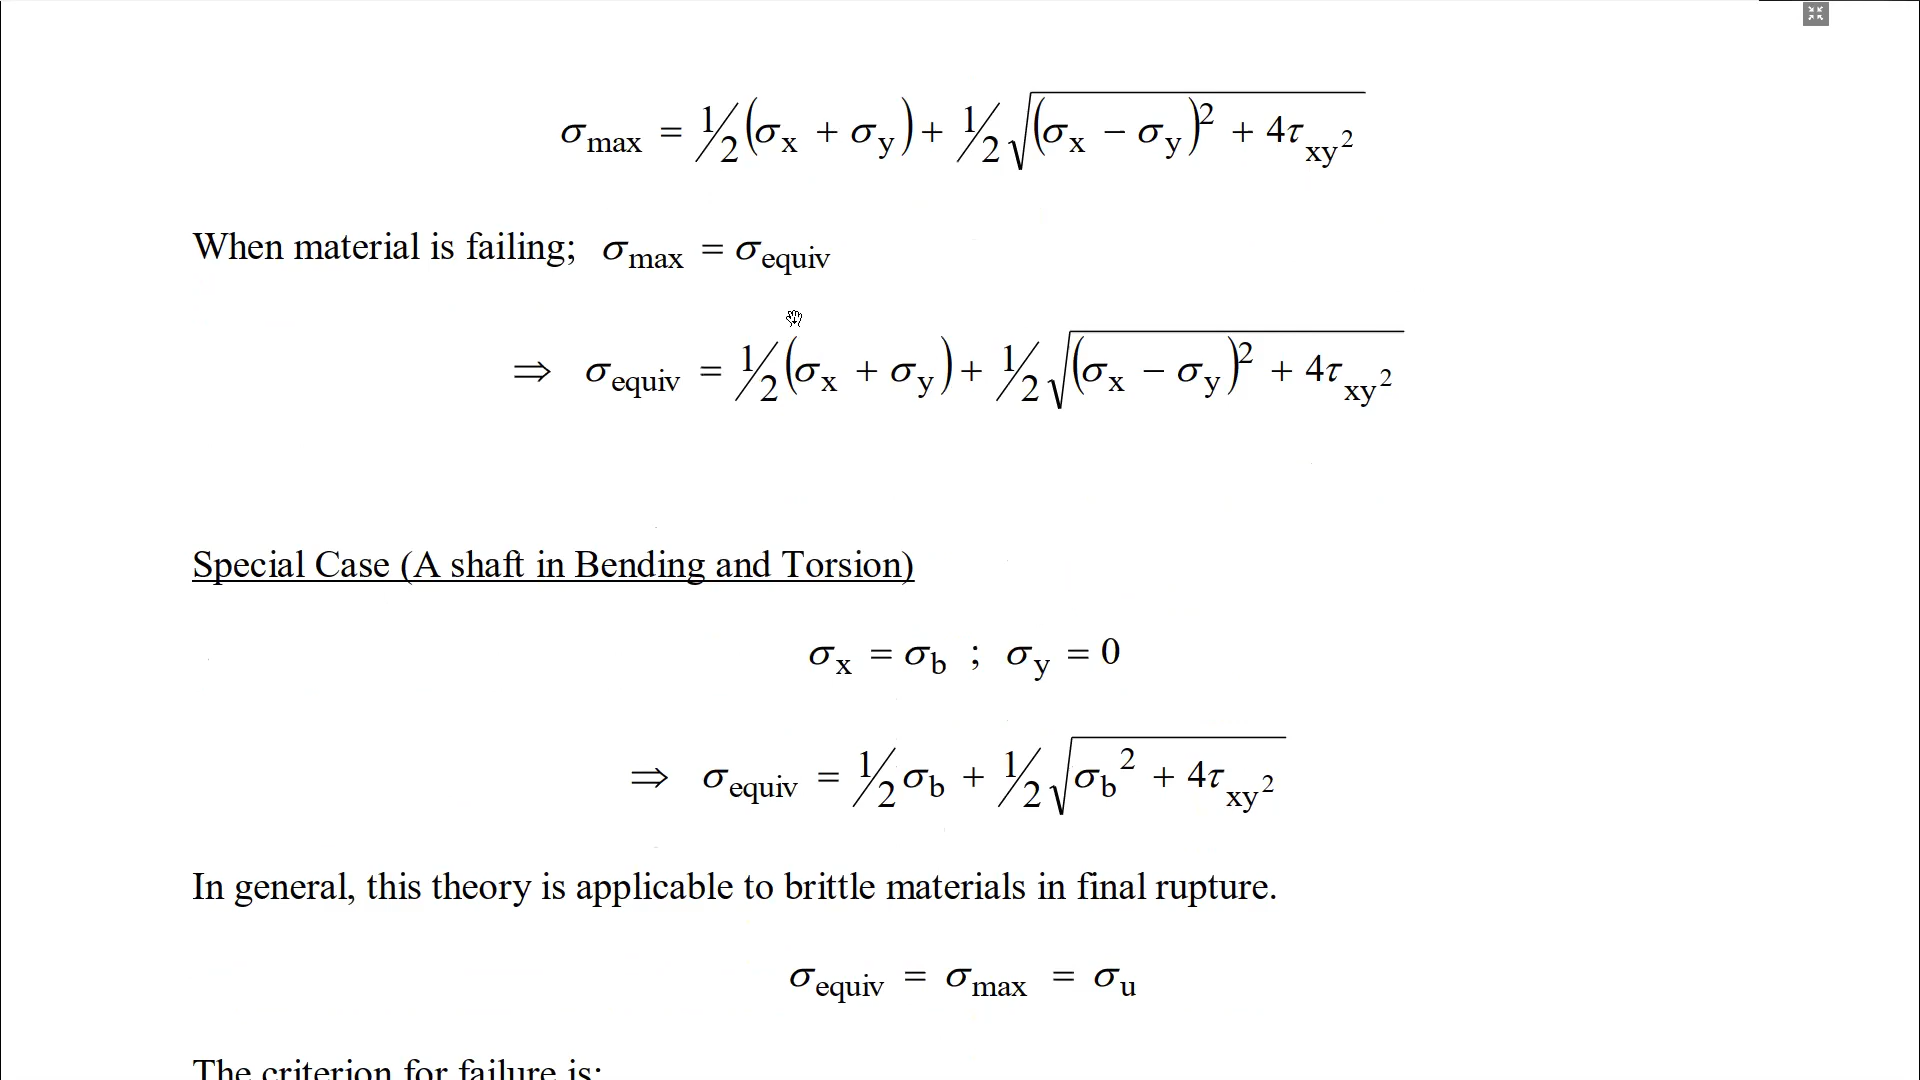 σmax = 1/2(σx + σy) + 1/2√((σx − σy)² + 4τxy²)
When material is failing; σmax = σequiv
⇒ σequiv = 1/2(σx + σy) + 1/2√((σx − σy)² + 4τxy²)
Special Case (A shaft in Bending and Torsion)
σx = σb ; σy = 0
⇒ σequiv = 1/2σb + 1/2√(σb² + 4τxy²)
In general, this theory is applicable to brittle materials in final rupture.
σequiv = σmax = σu
The criterion for failure is: